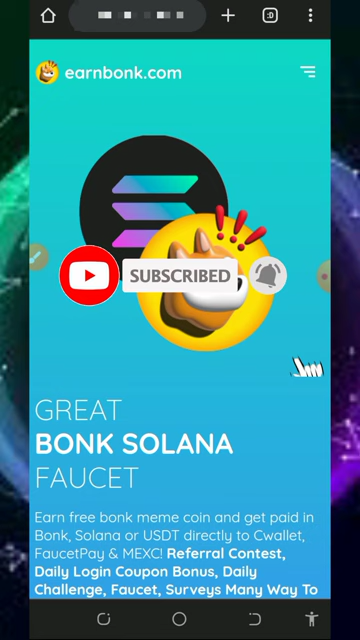 :D
earnbonk.com
SUBSCRIBED
GREAT
BONK SOLANA
FAUCET
Earn free bonk meme coin and get paid in
Bonk, Solana or USDT directly to Cwallet,
FaucetPay & MEXC! Referral Contest,
Daily Login Coupon Bonus, Daily
Challenge, Faucet, Surveys Many Way To